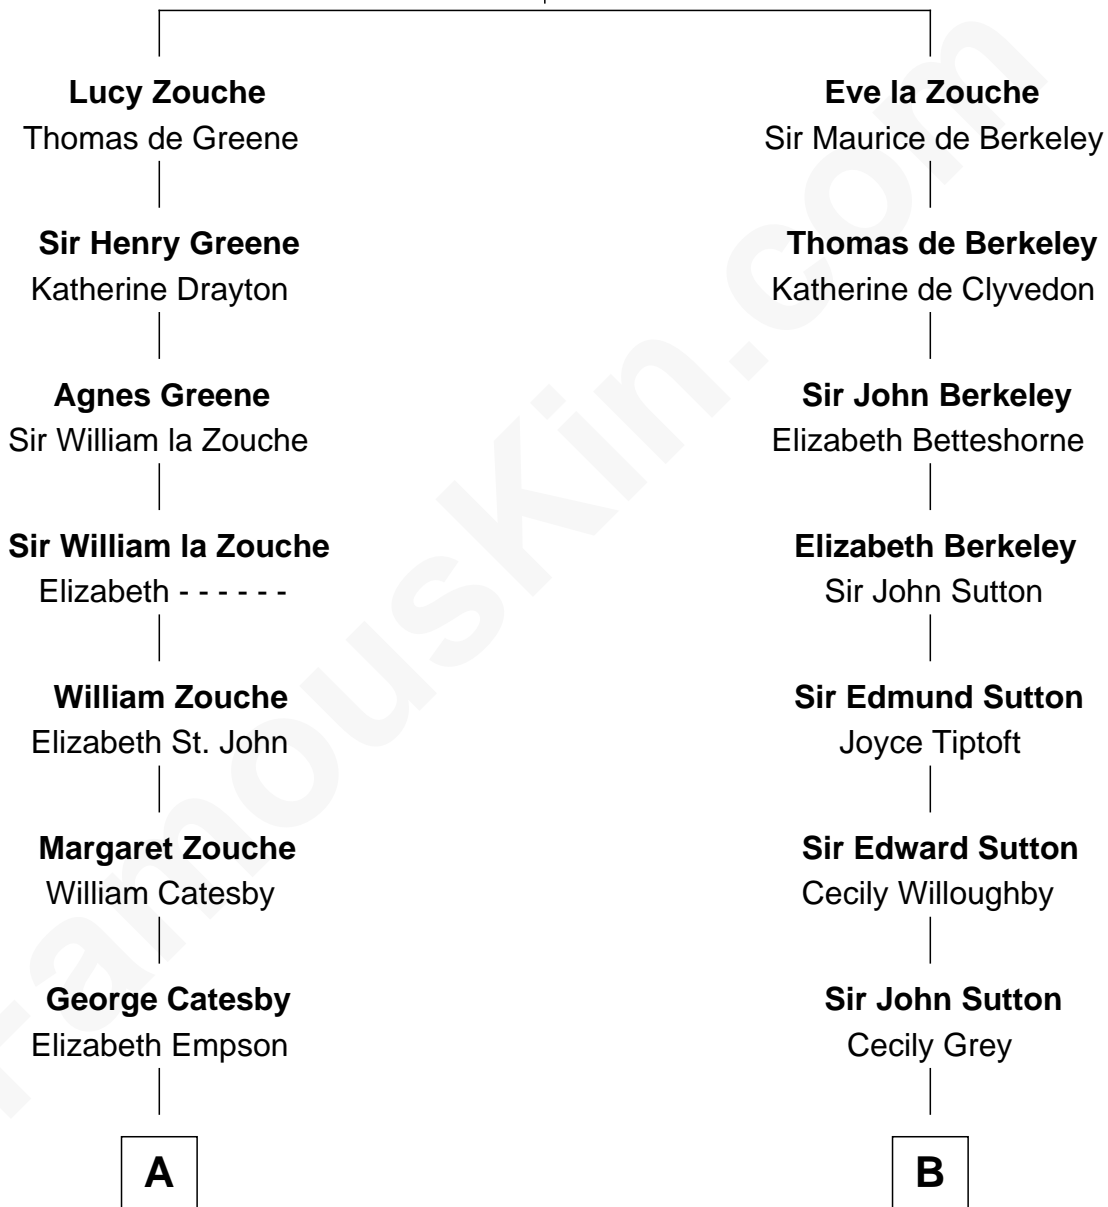 Lucy Zouche
Thomas de Greene
Sir Henry Greene
Katherine Drayton
Agnes Greene
Sir William la Zouche
Sir William la Zouche
Elizabeth - - - - - -
William Zouche
Elizabeth St. John
Margaret Zouche
William Catesby
George Catesby
Elizabeth Empson
A
Eve la Zouche
Sir Maurice de Berkeley
Thomas de Berkeley
Katherine de Clyvedon
Sir John Berkeley
Elizabeth Betteshorne
Elizabeth Berkeley
Sir John Sutton
Sir Edmund Sutton
Joyce Tiptoft
Sir Edward Sutton
Cecily Willoughby
Sir John Sutton
Cecily Grey
B
FamousKin.com